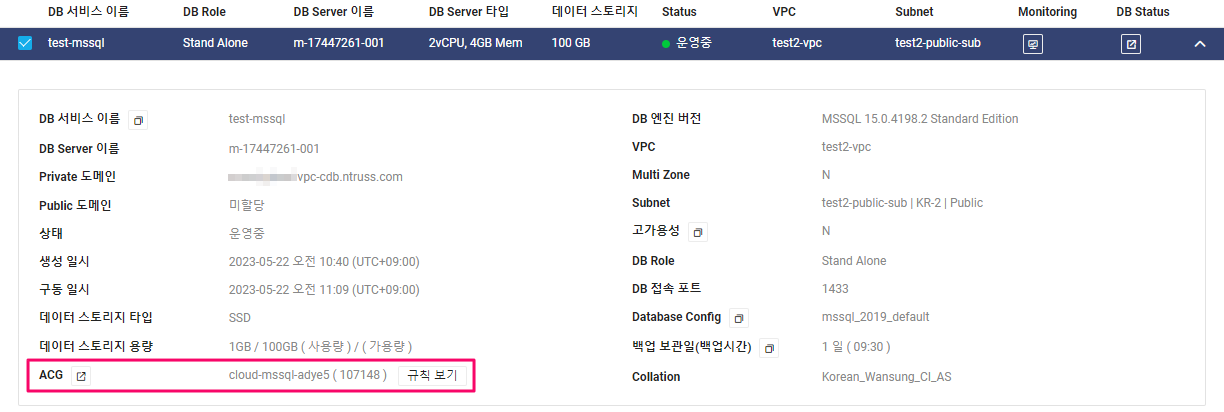 DB 서비스 이름 DB Role DB Server 이름 DB Server 타입 데이터 스토리지 Status VPC Subnet Monitoring DB Status
test-mssql Stand Alone m-17447261-001 2vCPU, 4GB Mem 100 GB 운영중 test2-vpc test2-public-sub
DB 서비스 이름 test-mssql
DB Server 이름 m-17447261-001
Private 도메인 vpc-cdb.ntruss.com
Public 도메인 미할당
상태 운영중
생성 일시 2023-05-22 오전 10:40 (UTC+09:00)
구동 일시 2023-05-22 오전 11:09 (UTC+09:00)
데이터 스토리지 타입 SSD
데이터 스토리지 용량 1GB / 100GB ( 사용량 ) / ( 가용량 )
ACG cloud-mssql-adye5 ( 107148 ) 규칙 보기
DB 엔진 버전 MSSQL 15.0.4198.2 Standard Edition
VPC test2-vpc
Multi Zone N
Subnet test2-public-sub | KR-2 | Public
고가용성 N
DB Role Stand Alone
DB 접속 포트 1433
Database Config mssql_2019_default
백업 보관일(백업시간) 1 일 ( 09:30 )
Collation Korean_Wansung_CI_AS